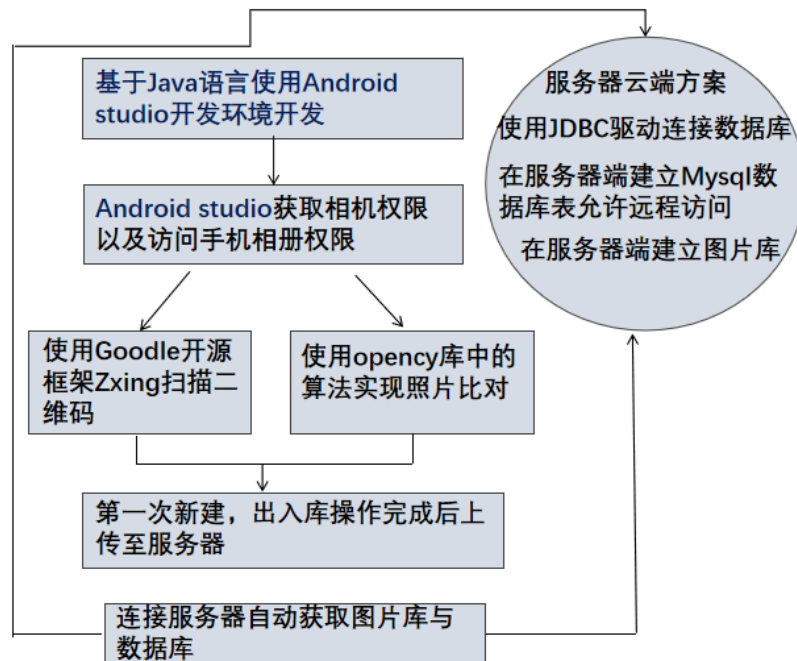 基于Java语言使用Android
studio开发环境开发
Android studio获取相机权限
以及访问手机相册权限
使用Goodle开源
框架Zxing扫描二
维码
使用opency库中的
算法实现照片比对
第一次新建，出入库操作完成后上
传至服务器
连接服务器自动获取图片库与
数据库
服务器云端方案
使用JDBC驱动连接数据库
在服务器端建立Mysql数
据库表允许远程访问
在服务器端建立图片库